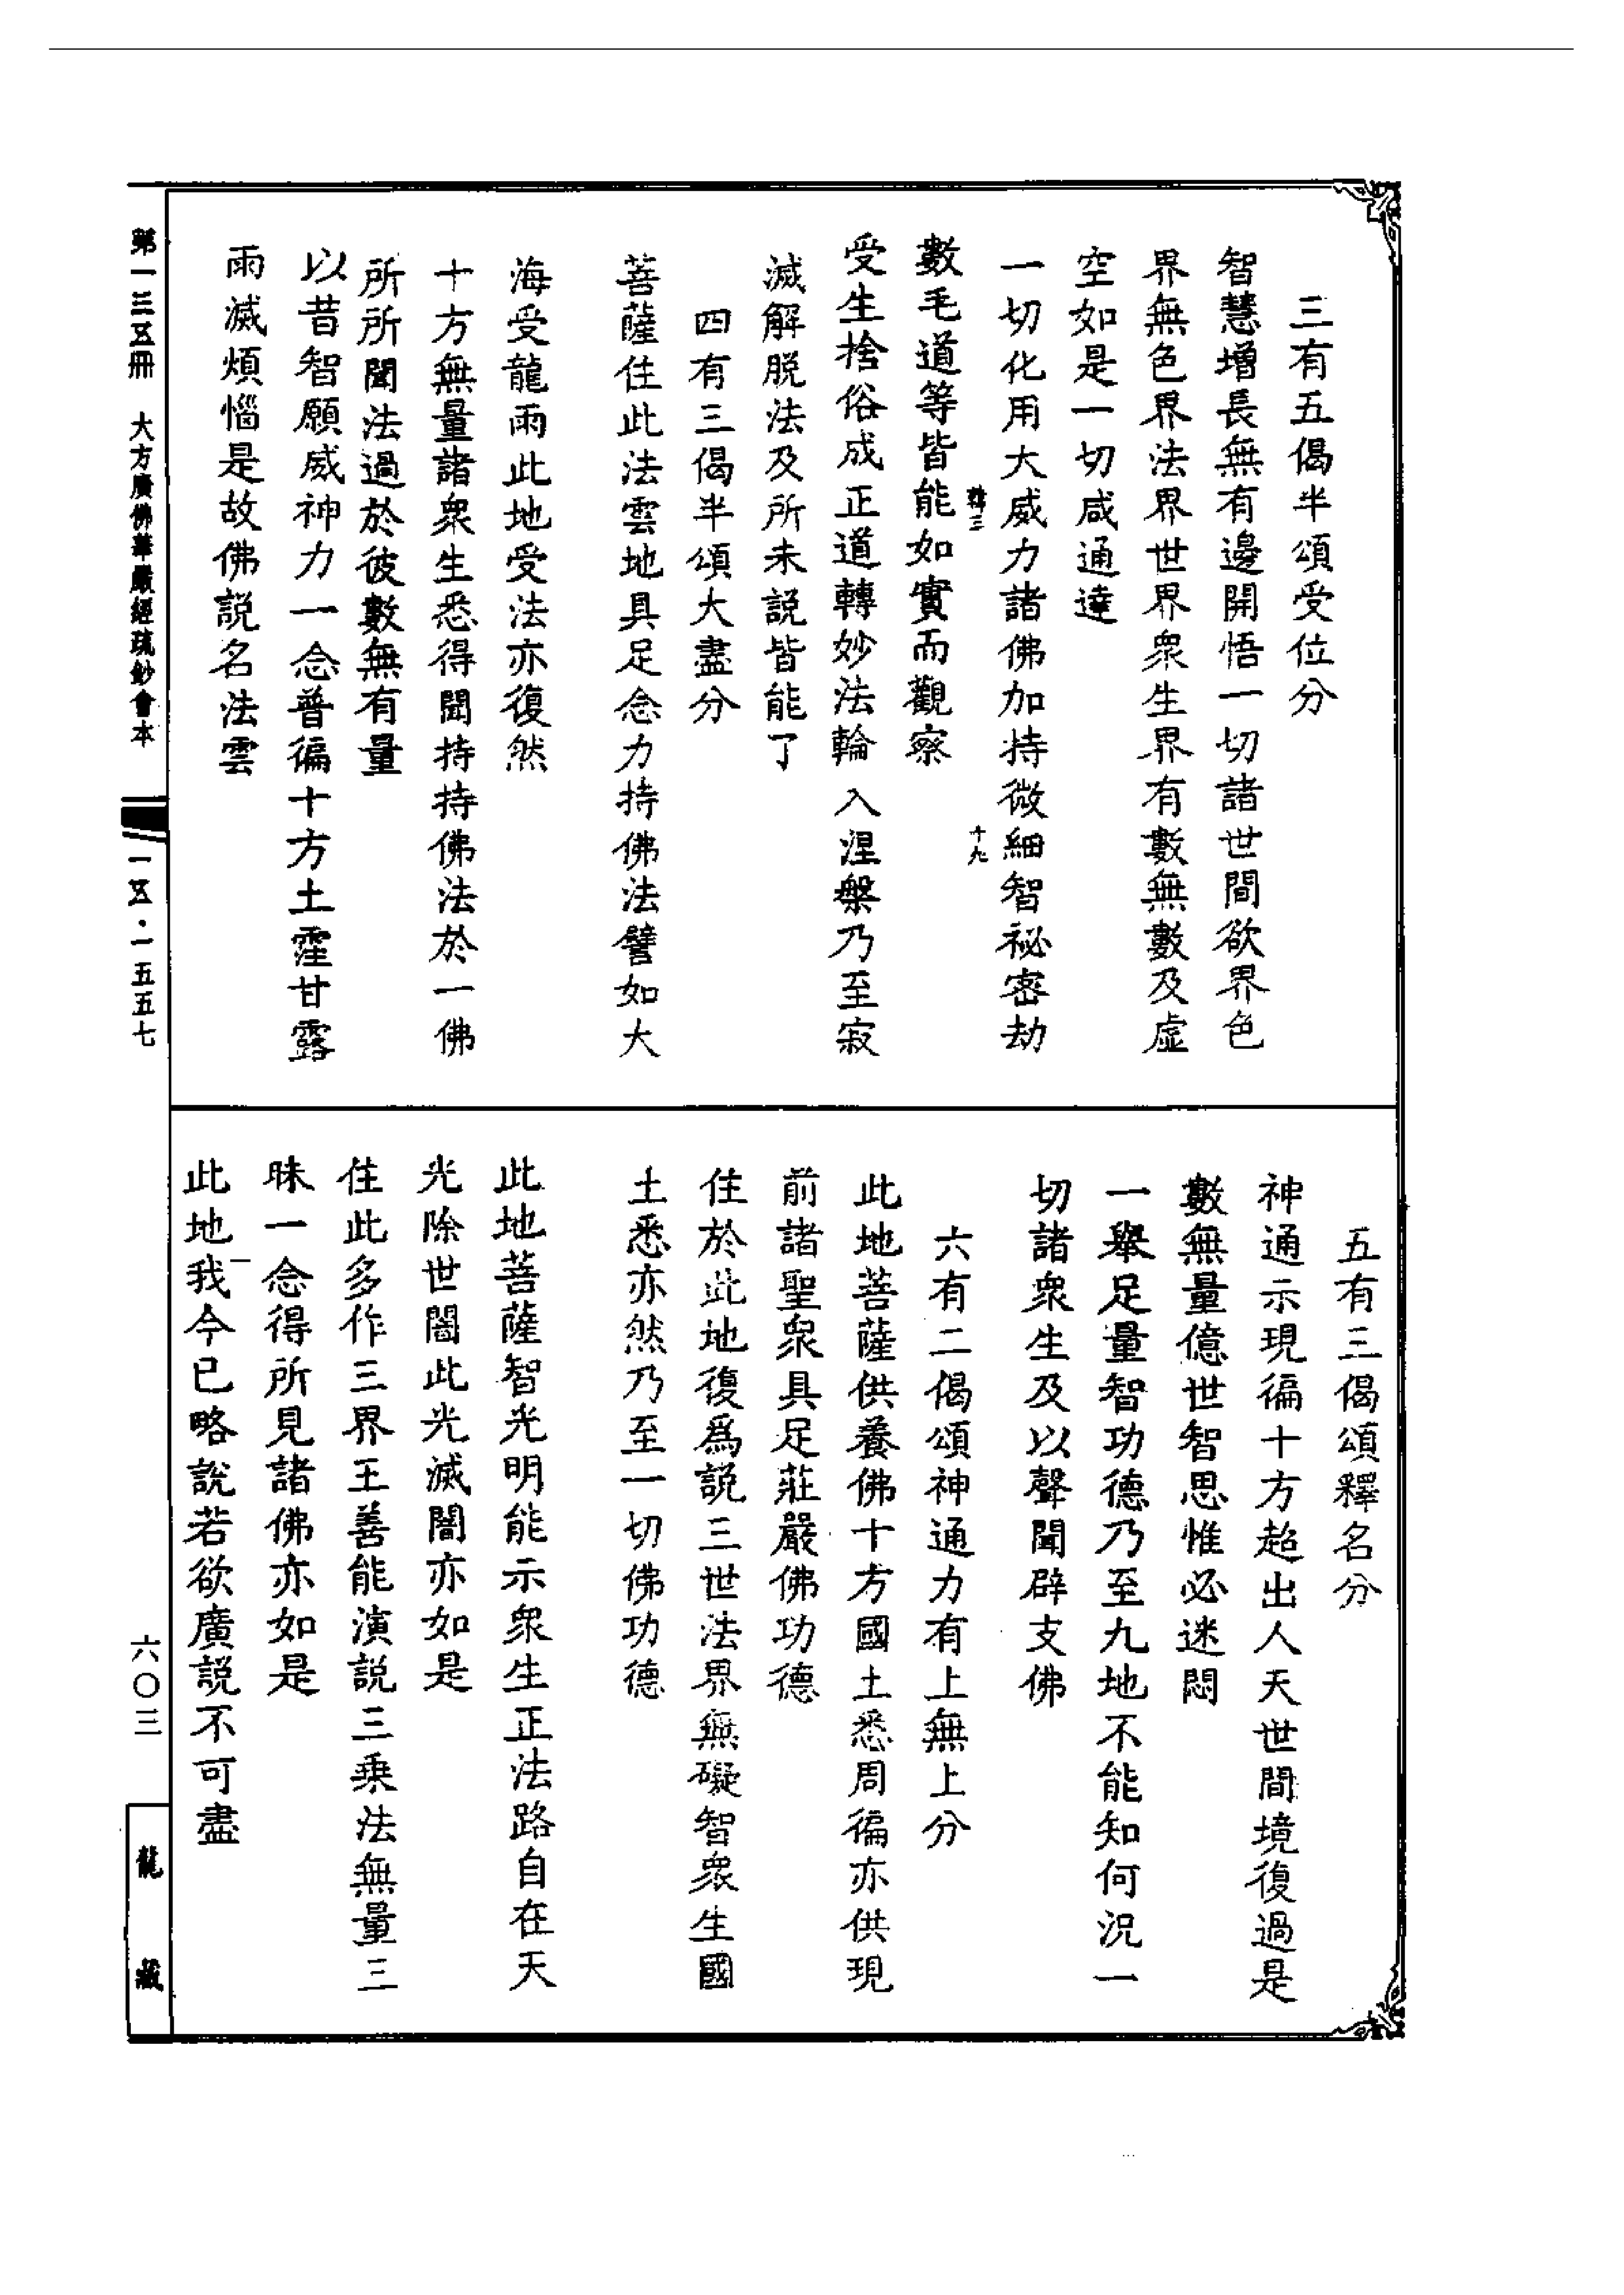 三有五偈半頌受位分
智慧增長無有邊開悟一切諸世間欲界色
界無色界法界世界衆生界有數無數及虛
空如是一切咸通達
一切化用大威力諸佛加持微細智祕密劫
韓三 十九
數毛道等皆能如實而觀察
受生捨俗成正道轉妙法輪入涅槃乃至寂
滅解脱法及所未説皆能了
四有三偈半頌大盡分
菩薩住此法雲地具足念力持佛法譬如大
海受龍雨此地受法亦復然
十方無量諸衆生悉得聞持持佛法於一佛
所所聞法過於彼數無有量
以昔智願威神力一念普徧十方土霔甘露
雨滅煩惱是故佛説名法雲
五有三偈頌釋名分
神通示現徧十方超出人天世間境復過是
數無量億世智思惟必迷悶
一舉足量智功德乃至九地不能知何況一
切諸衆生及以聲聞辟支佛
六有二偈頌神通力有上無上分
此地菩薩供養佛十方國土悉周徧亦供現
前諸聖衆具足莊嚴佛功德
住於此地復爲説三世法界無礙智衆生國
土悉亦然乃至一切佛功德
此地菩薩智光明能示衆生正法路自在天
光除世闇此光滅闇亦如是
住此多作三界王善能演説三乗法無量三
昧一念得所見諸佛亦如是
此地我今已略説若欲廣説不可盡
第一三五冊 大方廣佛華嚴經疏鈔會本 一五·一五五七
六〇三
龍藏